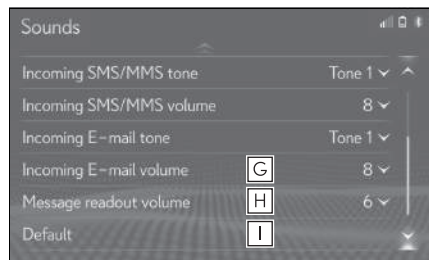 Sounds
Incoming SMS/MMS tone Tone 1
Incoming SMS/MMS volume 8
Incoming E-mail tone Tone 1
Incoming E-mail volume G 8
Message readout volume H 6
Default I